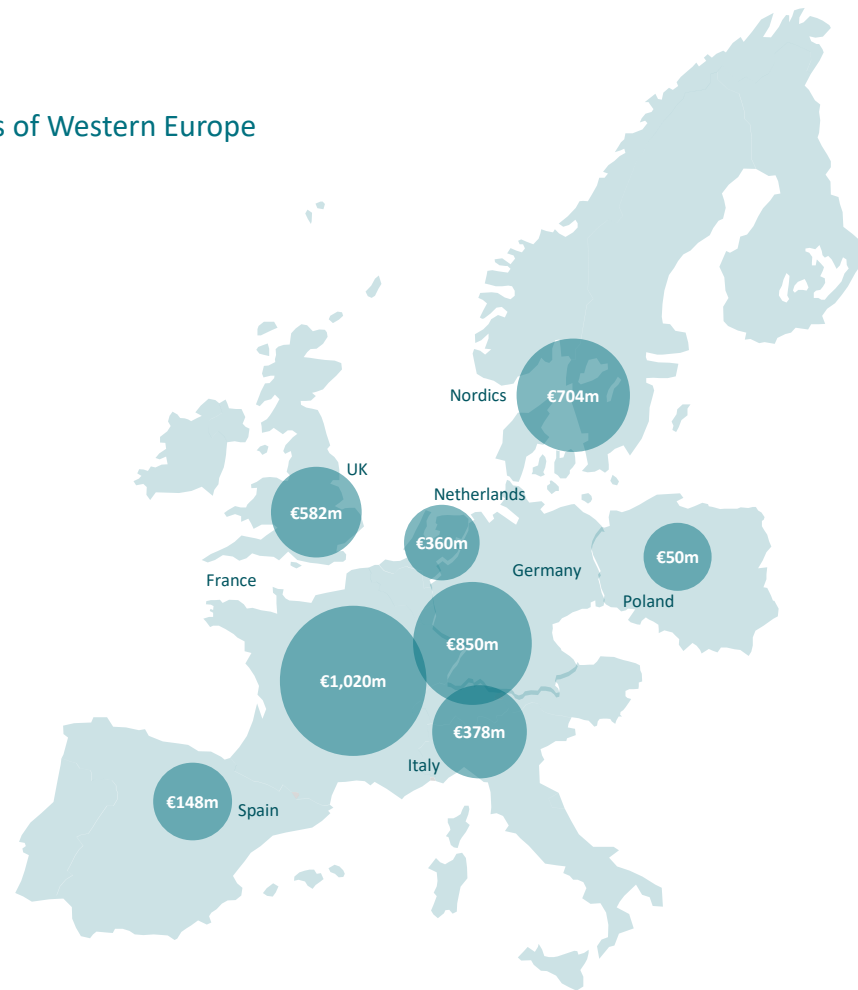 s of Western Europe
Nordics
€704m
UK
€582m
Netherlands
€360m
Germany
€50m
France
Poland
€850m
€1,020m
€378m
Italy
€148m
Spain